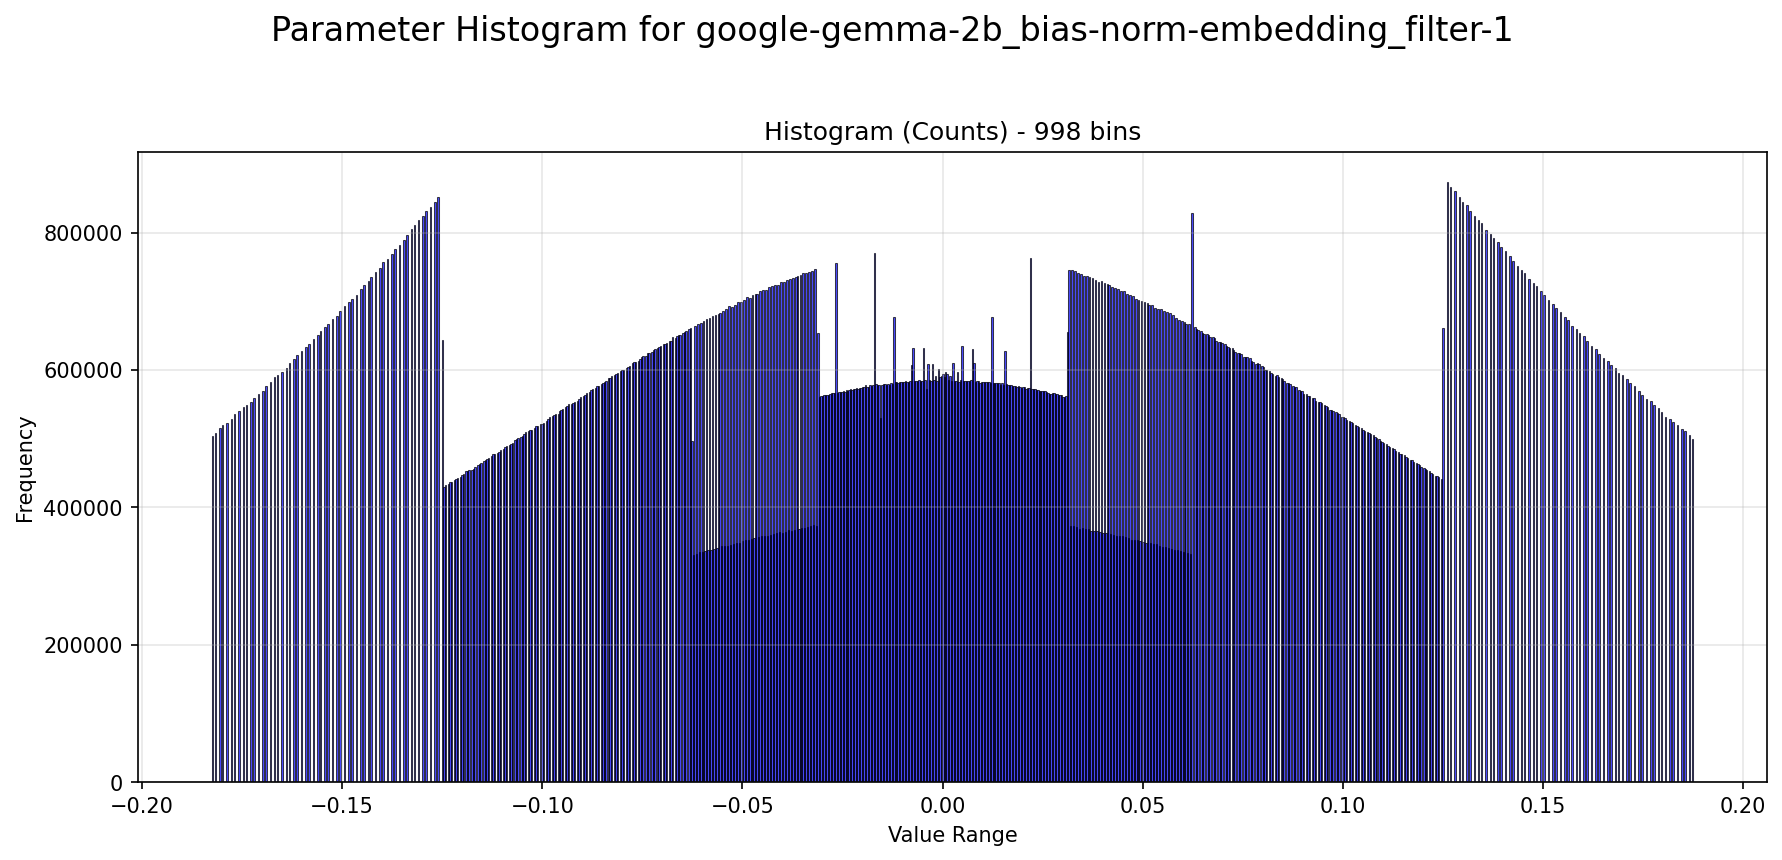 Parameter Histogram for google-gemma-2b_bias-norm-embedding_filter-1
Histogram (Counts) - 998 bins
Frequency
800000
600000
400000
200000
0
−0.20 −0.15 −0.10 −0.05 0.00 0.05 0.10 0.15 0.20
Value Range